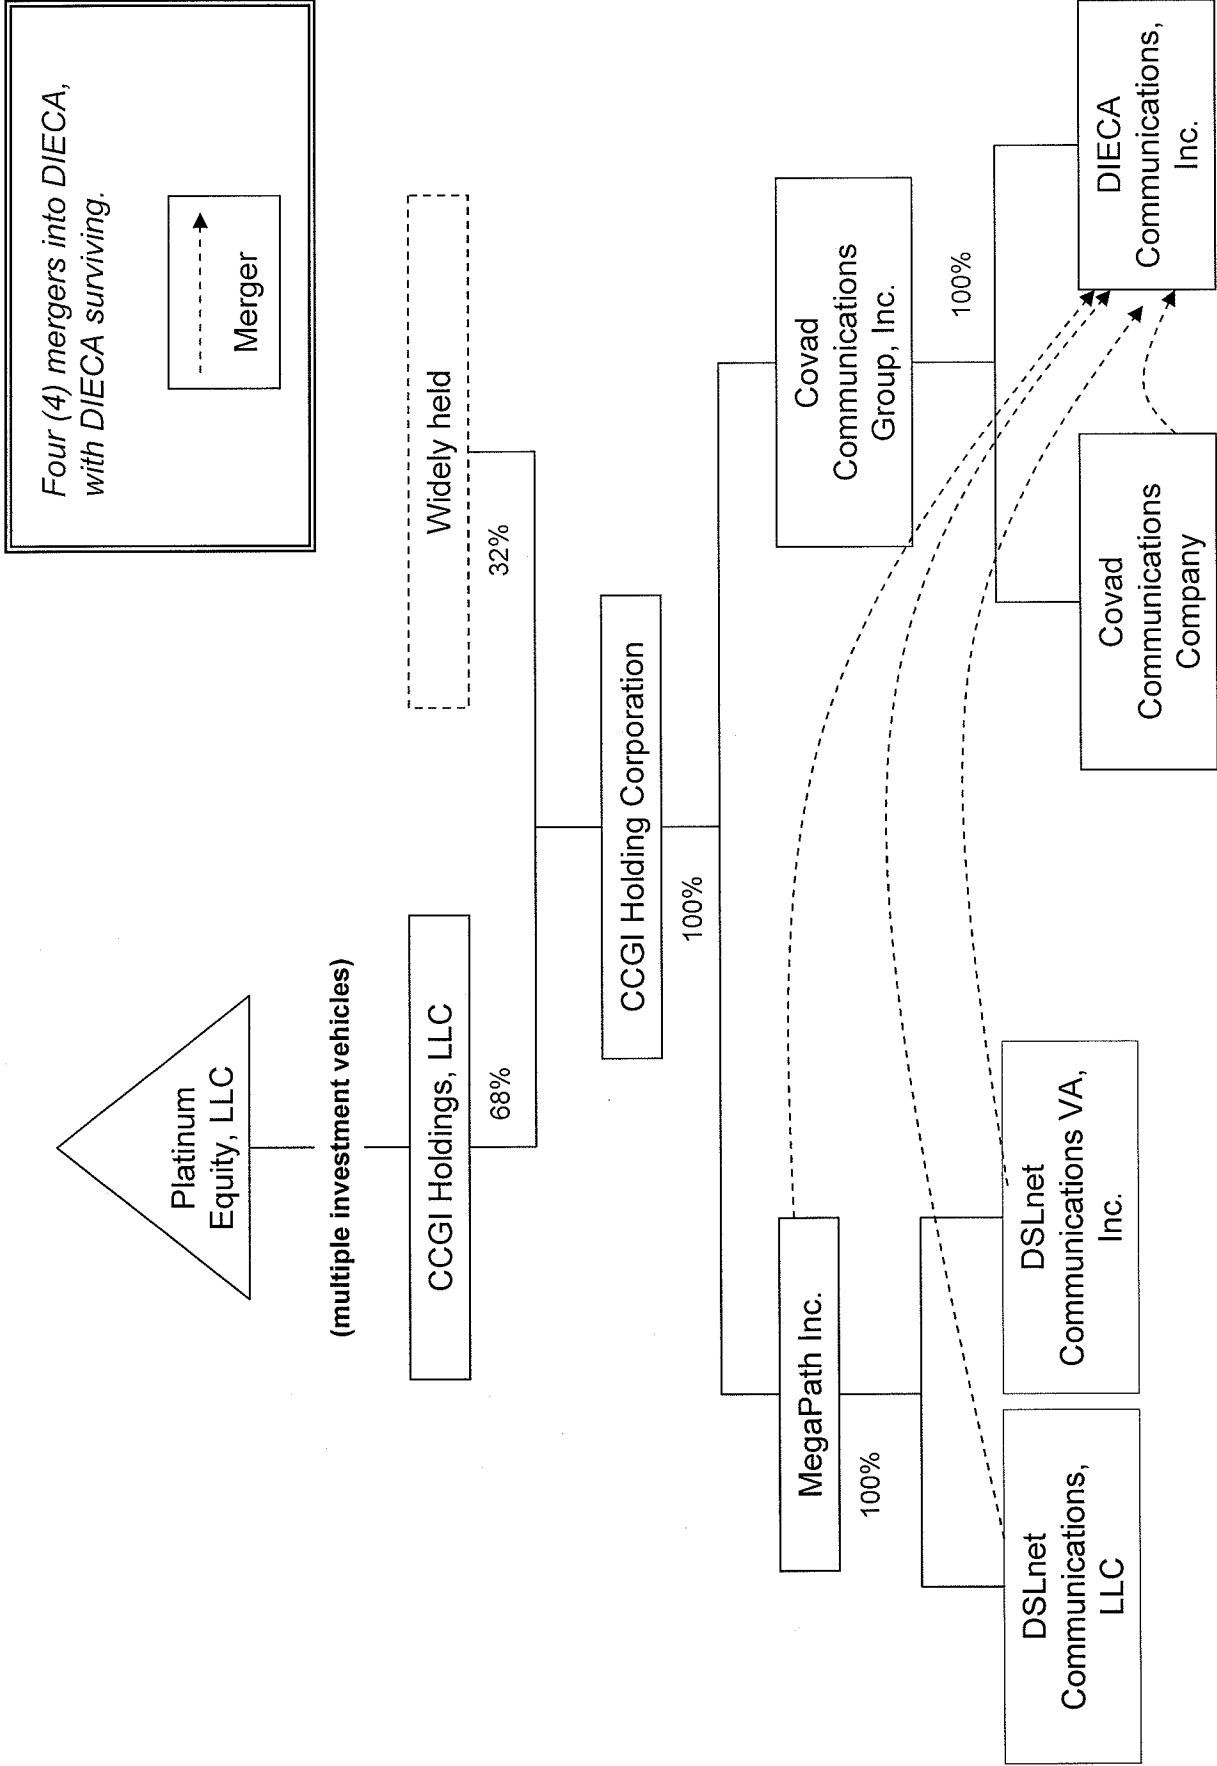 Four (4) mergers into DIECA,
with DIECA surviving.
Merger
Platinum
Equity, LLC
(multiple investment vehicles)
CCGI Holdings, LLC
Widely held
68%
32%
CCGI Holding Corporation
100%
MegaPath Inc.
Covad
Communications
Group, Inc.
100%
100%
DSLnet
Communications,
LLC
DSLnet
Communications VA,
Inc.
Covad
Communications
Company
DIECA
Communications,
Inc.